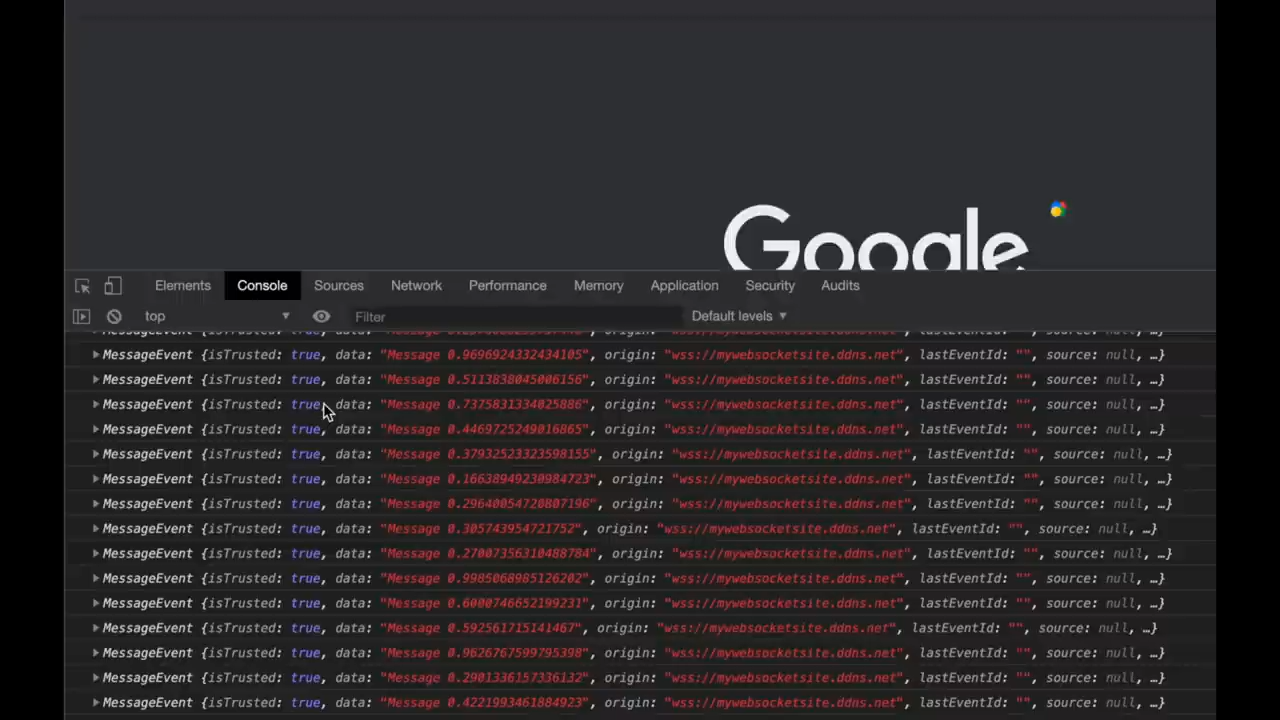 Google
Elements Console Sources Network Performance Memory Application Security Audits
top Filter Default levels
MessageEvent {isTrusted: true, data: "Message 0.9696924332434105", origin: "wss://mywebsocketsite.ddns.net", lastEventId: "", source: null, …}
MessageEvent {isTrusted: true, data: "Message 0.5113838045006156", origin: "wss://mywebsocketsite.ddns.net", lastEventId: "", source: null, …}
MessageEvent {isTrusted: true, data: "Message 0.7375831334025886", origin: "wss://mywebsocketsite.ddns.net", lastEventId: "", source: null, …}
MessageEvent {isTrusted: true, data: "Message 0.4469725249016865", origin: "wss://mywebsocketsite.ddns.net", lastEventId: "", source: null, …}
MessageEvent {isTrusted: true, data: "Message 0.37932523323598155", origin: "wss://mywebsocketsite.ddns.net", lastEventId: "", source: null, …}
MessageEvent {isTrusted: true, data: "Message 0.16638949230984723", origin: "wss://mywebsocketsite.ddns.net", lastEventId: "", source: null, …}
MessageEvent {isTrusted: true, data: "Message 0.29640054720807196", origin: "wss://mywebsocketsite.ddns.net", lastEventId: "", source: null, …}
MessageEvent {isTrusted: true, data: "Message 0.305743954721752", origin: "wss://mywebsocketsite.ddns.net", lastEventId: "", source: null, …}
MessageEvent {isTrusted: true, data: "Message 0.27007356310488784", origin: "wss://mywebsocketsite.ddns.net", lastEventId: "", source: null, …}
MessageEvent {isTrusted: true, data: "Message 0.9985068985126202", origin: "wss://mywebsocketsite.ddns.net", lastEventId: "", source: null, …}
MessageEvent {isTrusted: true, data: "Message 0.6000746652199231", origin: "wss://mywebsocketsite.ddns.net", lastEventId: "", source: null, …}
MessageEvent {isTrusted: true, data: "Message 0.592561715141467", origin: "wss://mywebsocketsite.ddns.net", lastEventId: "", source: null, …}
MessageEvent {isTrusted: true, data: "Message 0.9626767599795398", origin: "wss://mywebsocketsite.ddns.net", lastEventId: "", source: null, …}
MessageEvent {isTrusted: true, data: "Message 0.2901336157336132", origin: "wss://mywebsocketsite.ddns.net", lastEventId: "", source: null, …}
MessageEvent {isTrusted: true, data: "Message 0.4221993461884923", origin: "wss://mywebsocketsite.ddns.net", lastEventId: "", source: null, …}